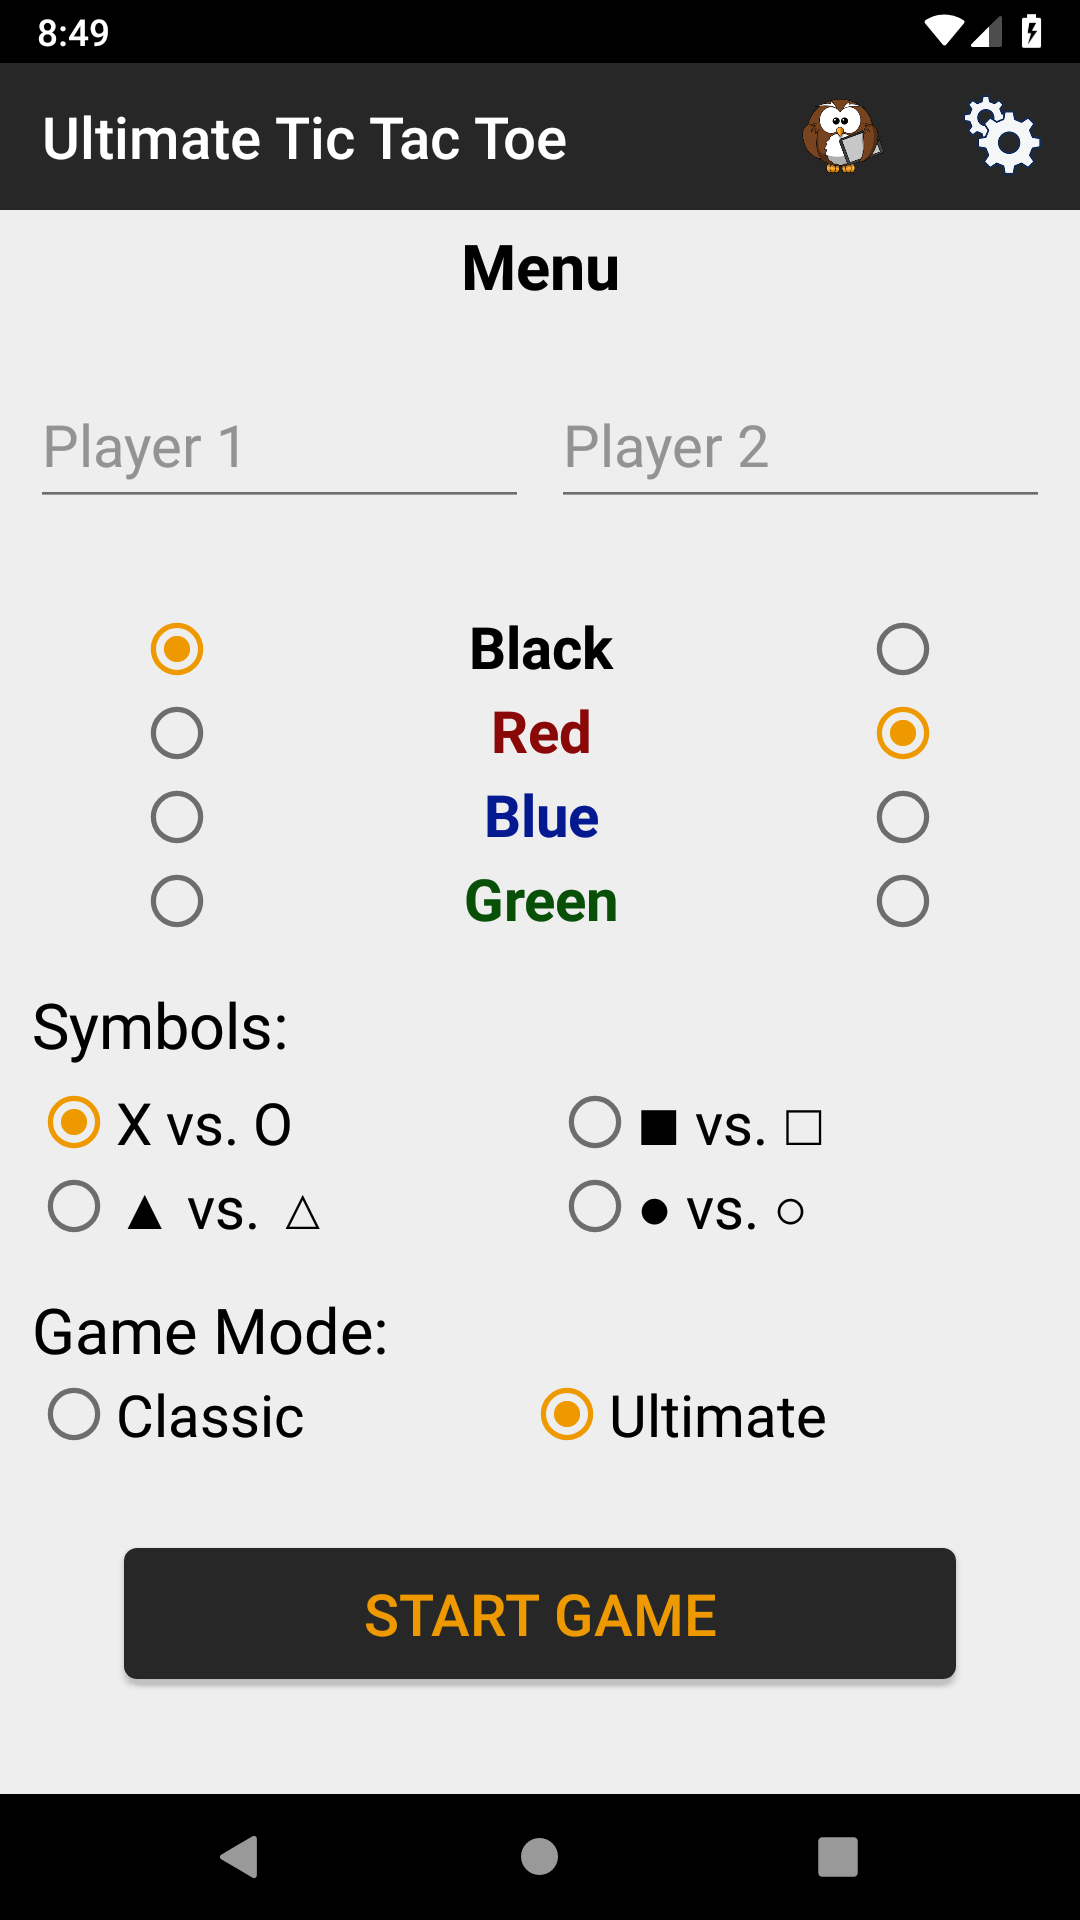 8:49
Ultimate Tic Tac Toe
Menu
Player 1 Player 2
Black
Red
Blue
Green
Symbols:
X vs. O ■ vs. □
▲ vs. △ ● vs. ○
Game Mode:
Classic Ultimate
START GAME